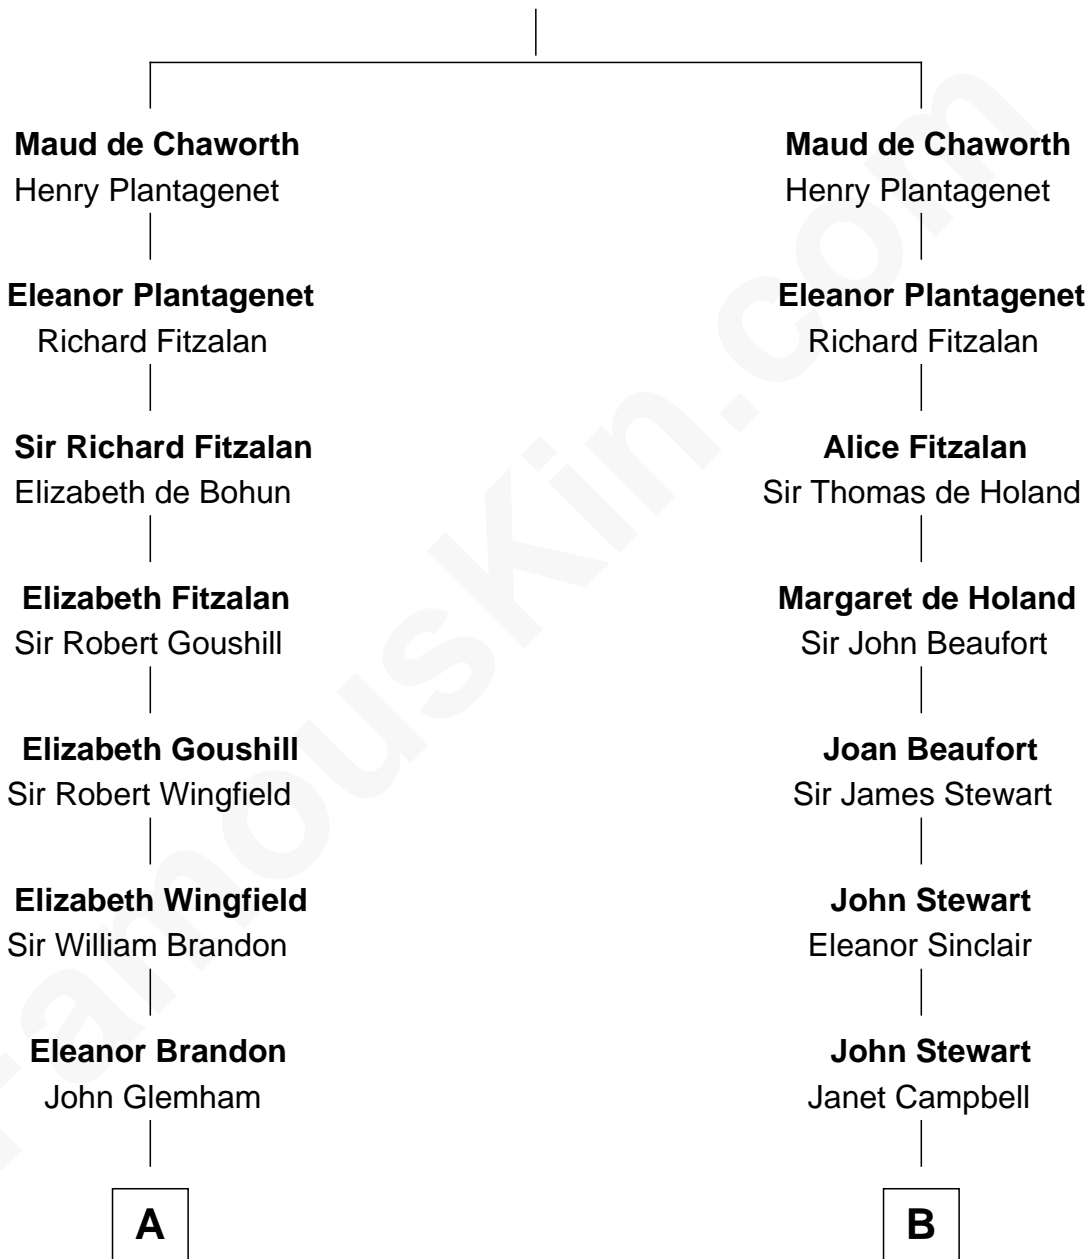 Maud de Chaworth
Henry Plantagenet
Eleanor Plantagenet
Richard Fitzalan
Sir Richard Fitzalan
Elizabeth de Bohun
Elizabeth Fitzalan
Sir Robert Goushill
Elizabeth Goushill
Sir Robert Wingfield
Elizabeth Wingfield
Sir William Brandon
Eleanor Brandon
John Glemham
A
Maud de Chaworth
Henry Plantagenet
Eleanor Plantagenet
Richard Fitzalan
Alice Fitzalan
Sir Thomas de Holand
Margaret de Holand
Sir John Beaufort
Joan Beaufort
Sir James Stewart
John Stewart
Eleanor Sinclair
John Stewart
Janet Campbell
B
FamousKin.com